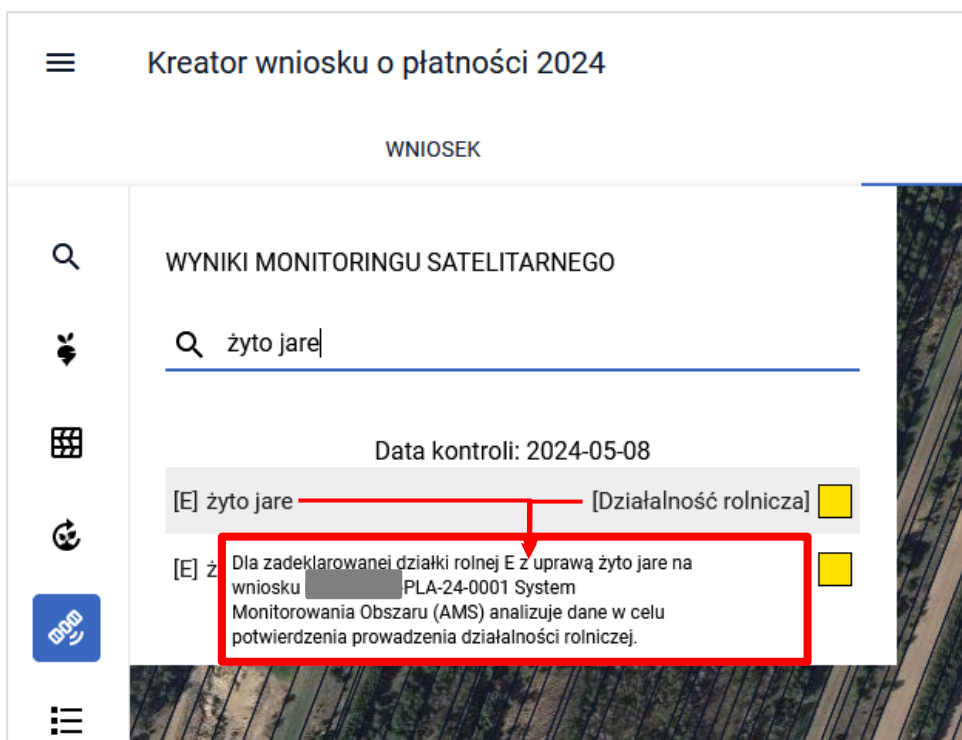 Kreator wniosku o płatności 2024
WNIOSEK
WYNIKI MONITORINGU SATELITARNEGO
żyto jare
Data kontroli: 2024-05-08
[E] żyto jare [Działalność rolnicza]
[E] ż
Dla zadeklarowanej działki rolnej E z uprawą żyto jare na
wniosku -PLA-24-0001 System
Monitorowania Obszaru (AMS) analizuje dane w celu
potwierdzenia prowadzenia działalności rolniczej.